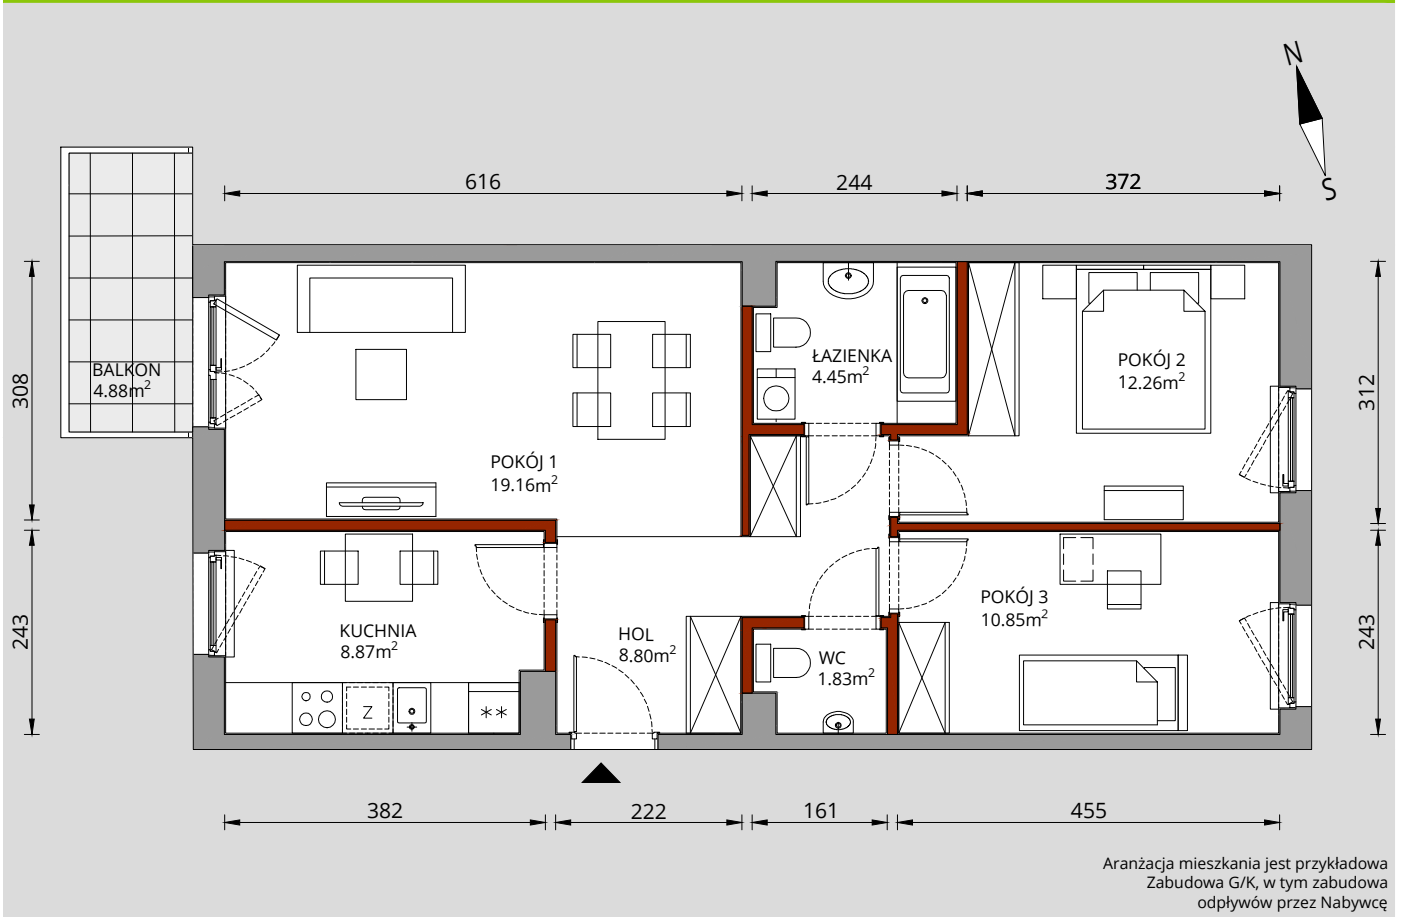 N
S
616
244
372
308
243
312
243
BALKON
4.88m²
POKÓJ 1
19.16m²
ŁAZIENKA
4.45m²
POKÓJ 2
12.26m²
KUCHNIA
8.87m²
HOL
8.80m²
WC
1.83m²
POKÓJ 3
10.85m²
Z
**
382
222
161
455
Aranżacja mieszkania jest przykładowa
Zabudowa G/K, w tym zabudowa
odpływów przez Nabywcę